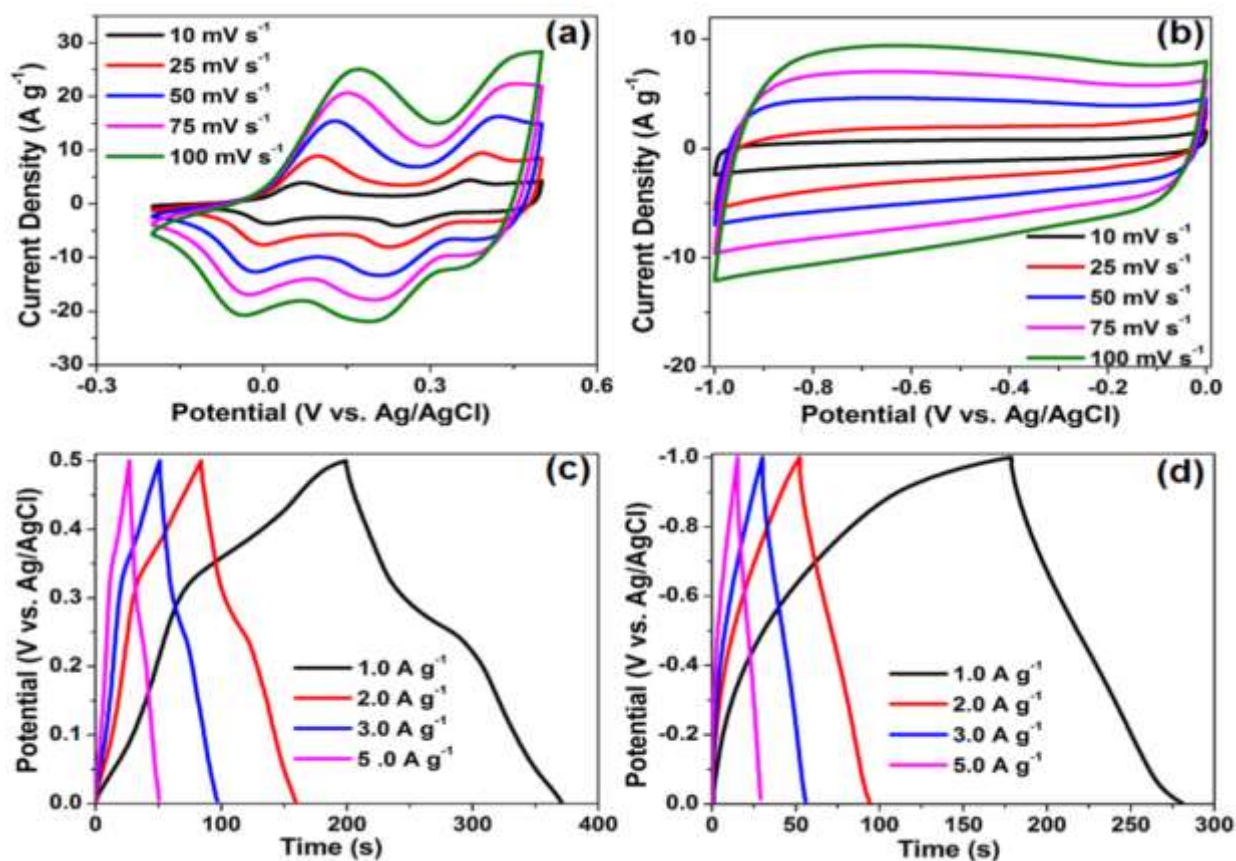 (a)
10 mV s⁻¹
25 mV s⁻¹
50 mV s⁻¹
75 mV s⁻¹
100 mV s⁻¹
Current Density (A g⁻¹)
30
20
10
0
-10
-20
-30
-0.3
0.0
0.3
0.6
Potential (V vs. Ag/AgCl)
(b)
Current Density (A g⁻¹)
10
0
-10
-20
10 mV s⁻¹
25 mV s⁻¹
50 mV s⁻¹
75 mV s⁻¹
100 mV s⁻¹
-1.0
-0.8
-0.6
-0.4
-0.2
0.0
Potential (V vs. Ag/AgCl)
(c)
Potential (V vs. Ag/AgCl)
0.5
0.4
0.3
0.2
0.1
0.0
1.0 A g⁻¹
2.0 A g⁻¹
3.0 A g⁻¹
5 .0 A g⁻¹
0
100
200
300
400
Time (s)
(d)
Potential (V vs. Ag/AgCl)
-1.0
-0.8
-0.6
-0.4
-0.2
0.0
1.0 A g⁻¹
2.0 A g⁻¹
3.0 A g⁻¹
5.0 A g⁻¹
0
50
100
150
200
250
300
Time (s)